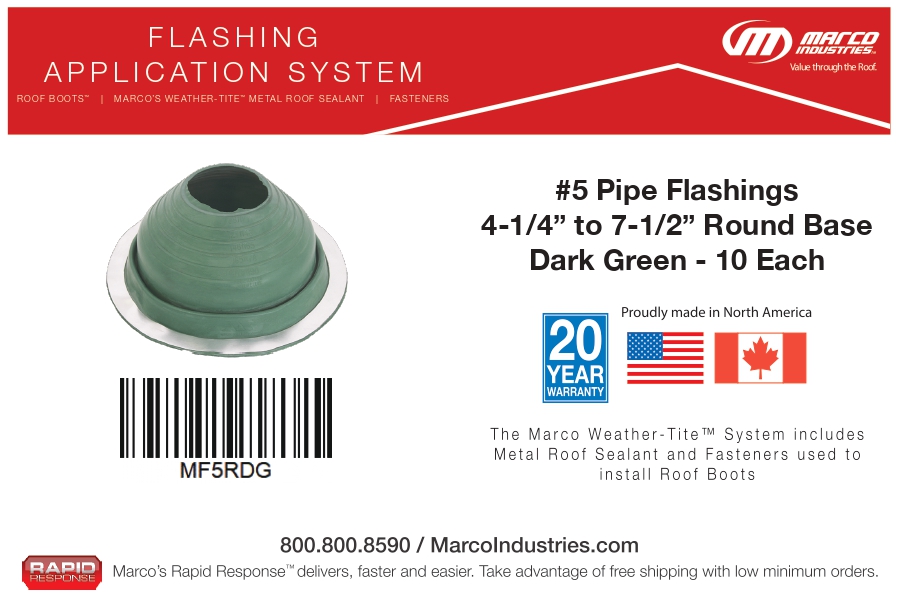 FLASHING
APPLICATION SYSTEM
ROOF BOOTS™ | MARCO'S WEATHER-TITE™ METAL ROOF SEALANT | FASTENERS
MARCO
INDUSTRIES™
Value through the Roof.
#5 Pipe Flashings
4-1/4” to 7-1/2” Round Base
Dark Green - 10 Each
Proudly made in North America
20
YEAR
WARRANTY
MF5RDG
The Marco Weather-Tite™ System includes
Metal Roof Sealant and Fasteners used to
install Roof Boots
800.800.8590 / MarcoIndustries.com
RAPID
RESPONSE
Marco’s Rapid Response™ delivers, faster and easier. Take advantage of free shipping with low minimum orders.